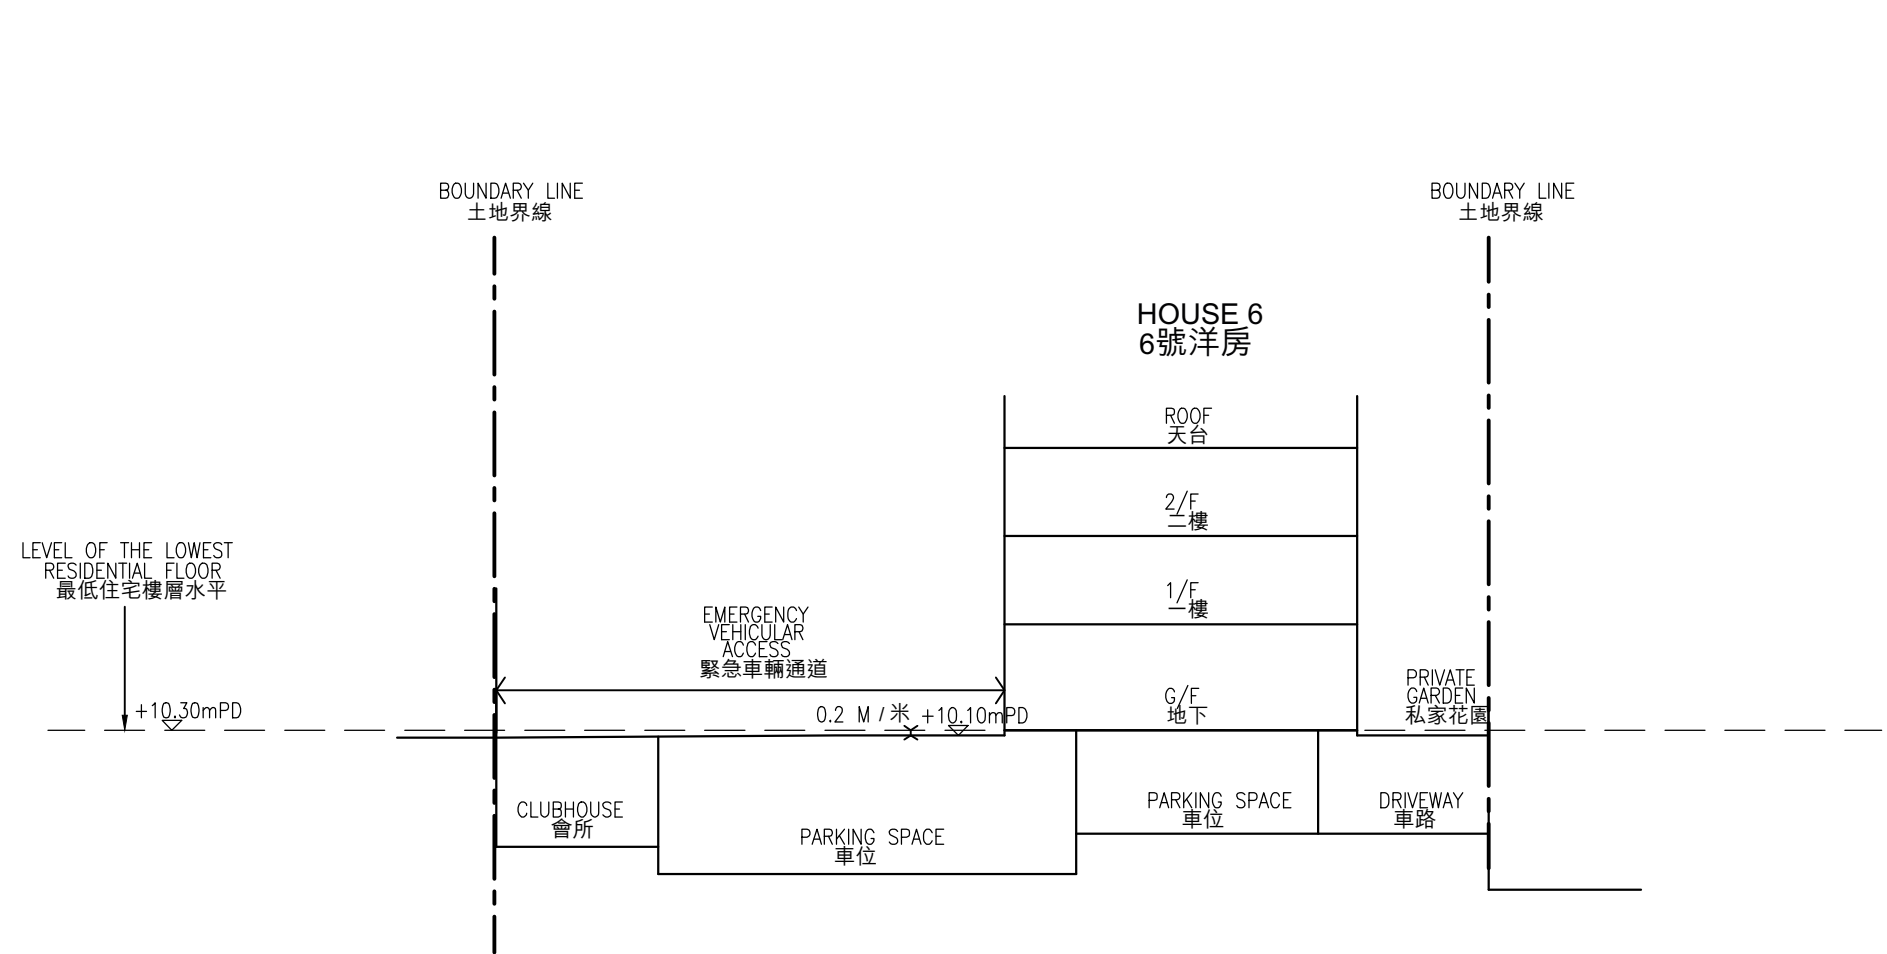 BOUNDARY LINE
土地界線
BOUNDARY LINE
土地界線
HOUSE 6
6號洋房
ROOF
天台
2/F
二樓
1/F
一樓
G/F
地下
LEVEL OF THE LOWEST
RESIDENTIAL FLOOR
最低住宅樓層水平
+10.30mPD
EMERGENCY
VEHICULAR
ACCESS
緊急車輛通道
0.2 M / 米
+10.10mPD
PRIVATE
GARDEN
私家花園
CLUBHOUSE
會所
PARKING SPACE
車位
PARKING SPACE
車位
DRIVEWAY
車路